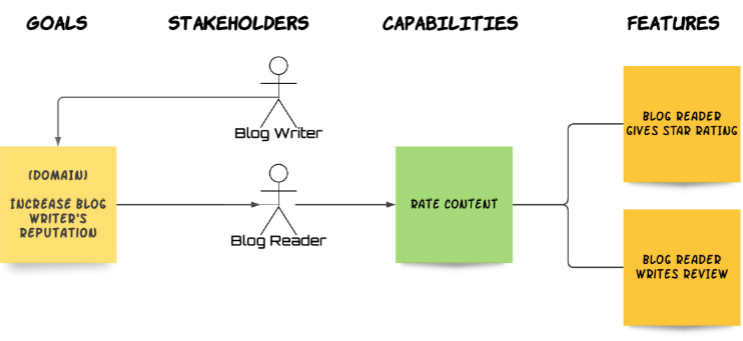 GOALS
STAKEHOLDERS
CAPABILITIES
FEATURES
Blog Writer
(DOMAIN)
INCREASE BLOG
WRITER'S
REPUTATION
Blog Reader
RATE CONTENT
BLOG READER
GIVES STAR RATING
BLOG READER
WRITES REVIEW